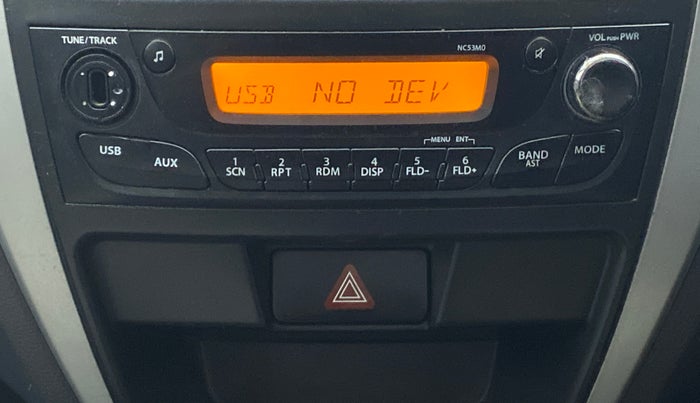 TUNE/TRACK
NC53M0
VOL PUSH PWR
USB NO DEV
USB
AUX
MENU ENT
1 2 3 4 5 6
SCN RPT RDM DISP FLD- FLD+
BAND
AST
MODE